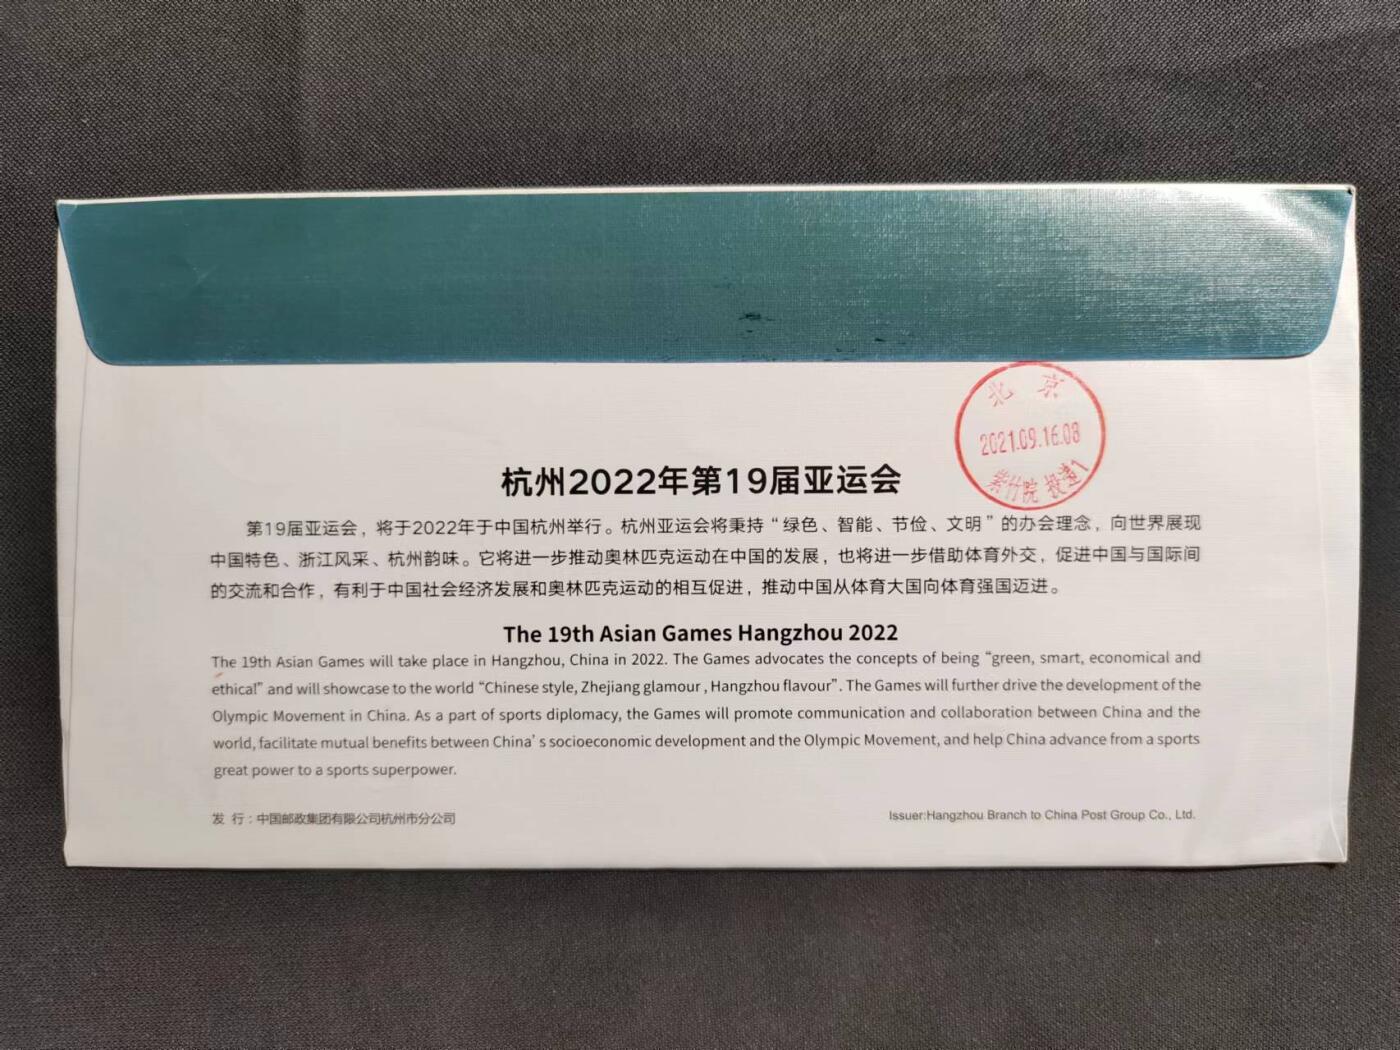 北京
2021.09.16.08
紫竹院 投递1
杭州2022年第19届亚运会
第19届亚运会，将于2022年于中国杭州举行。杭州亚运会将秉持“绿色、智能、节俭、文明”的办会理念，向世界展现
中国特色、浙江风采、杭州韵味。它将进一步推动奥林匹克运动在中国的发展，也将进一步借助体育外交，促进中国与国际间
的交流和合作，有利于中国社会经济发展和奥林匹克运动的相互促进，推动中国从体育大国向体育强国迈进。
The 19th Asian Games Hangzhou 2022
The 19th Asian Games will take place in Hangzhou, China in 2022. The Games advocates the concepts of being “green, smart, economical and
ethical” and will showcase to the world “Chinese style, Zhejiang glamour , Hangzhou flavour”. The Games will further drive the development of the
Olympic Movement in China. As a part of sports diplomacy, the Games will promote communication and collaboration between China and the
world, facilitate mutual benefits between China’ s socioeconomic development and the Olympic Movement, and help China advance from a sports
great power to a sports superpower.
发 行：中国邮政集团有限公司杭州市分公司
Issuer:Hangzhou Branch to China Post Group Co., Ltd.